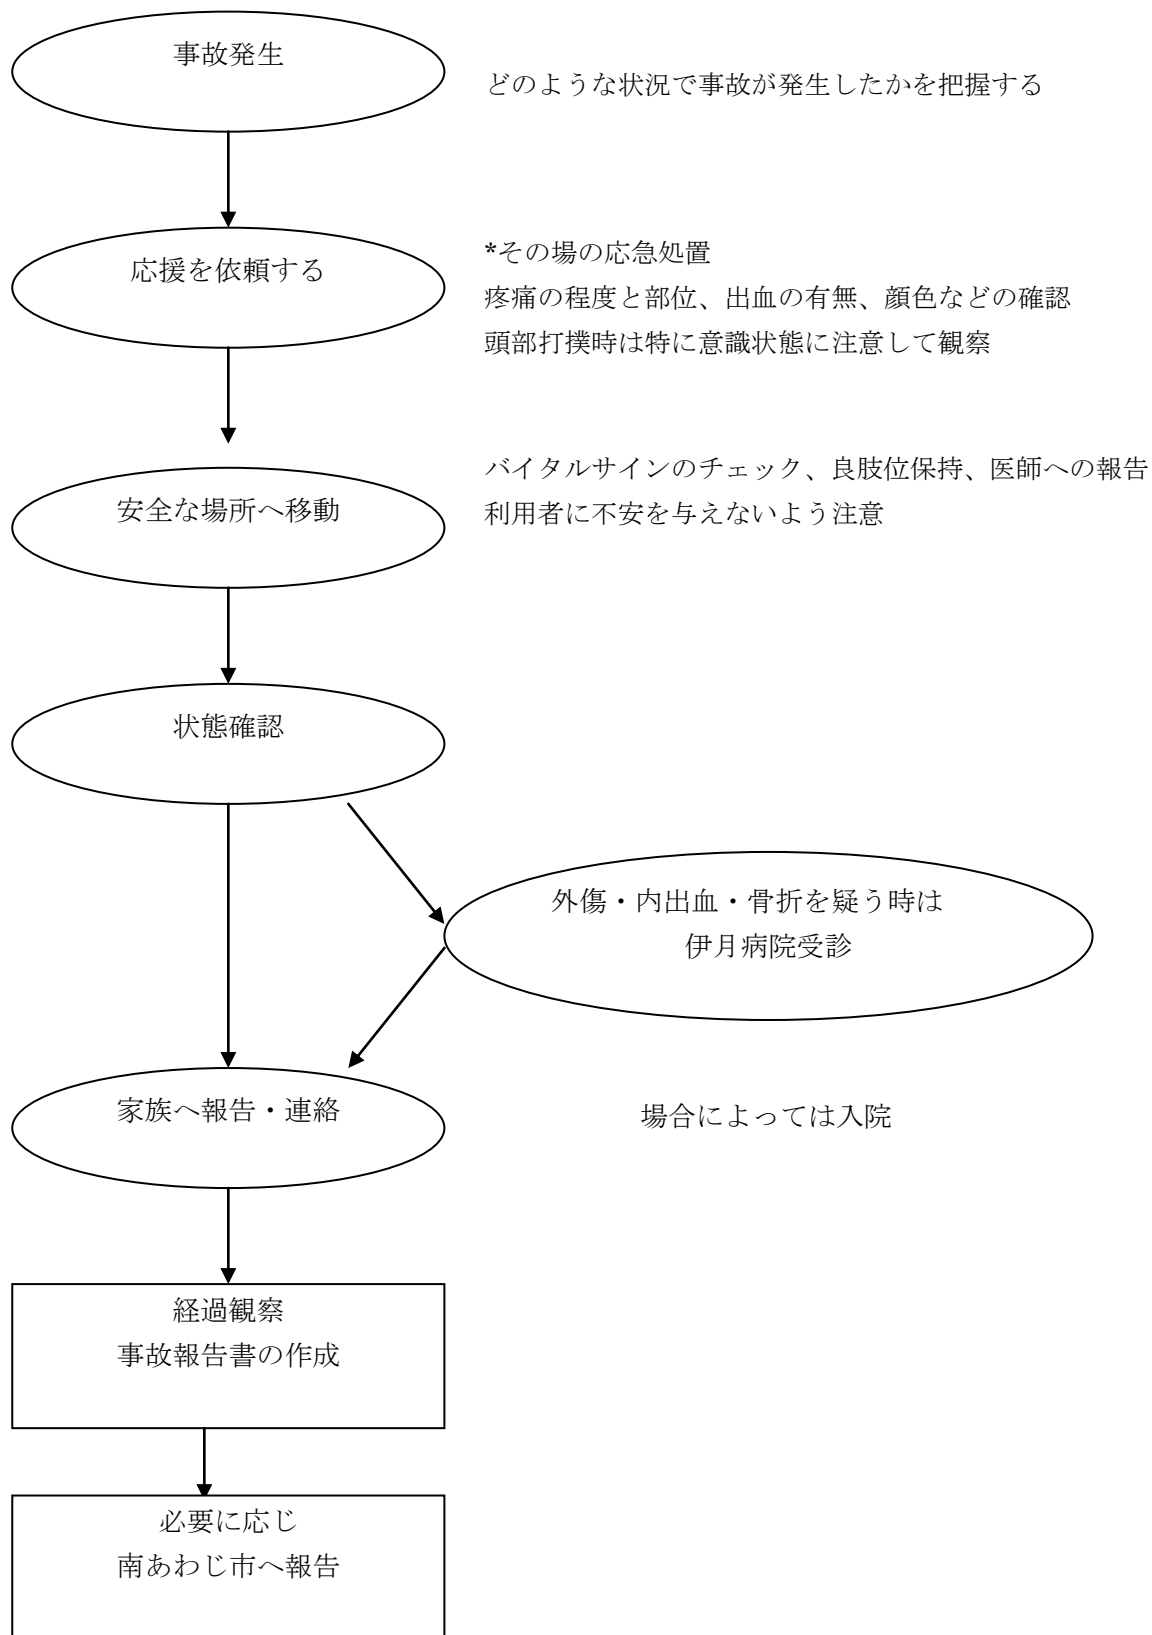 事故発生
どのような状況で事故が発生したかを把握する
応援を依頼する
*その場の応急処置
疼痛の程度と部位、出血の有無、顔色などの確認
頭部打撲時は特に意識状態に注意して観察
安全な場所へ移動
バイタルサインのチェック、良肢位保持、医師への報告
利用者に不安を与えないよう注意
状態確認
外傷・内出血・骨折を疑う時は
伊月病院受診
家族へ報告・連絡
場合によっては入院
経過観察
事故報告書の作成
必要に応じ
南あわじ市へ報告